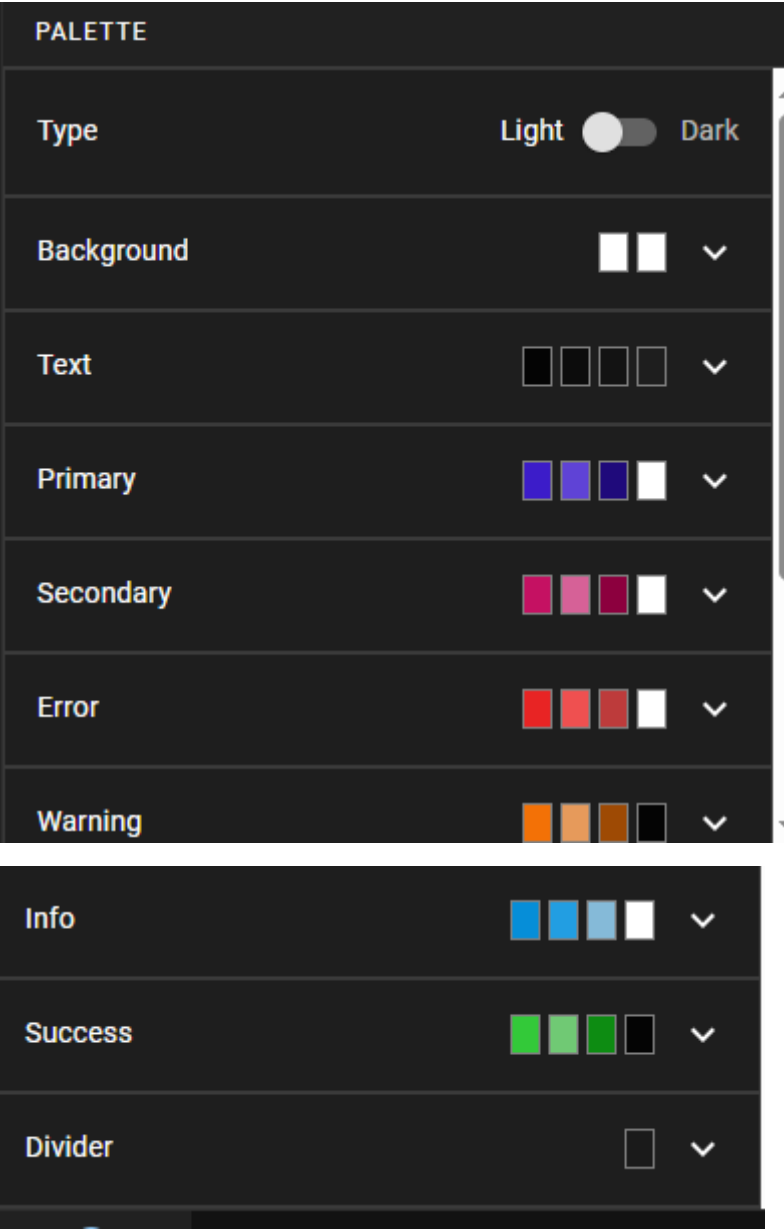 PALETTE
Type Light Dark
Background
Text
Primary
Secondary
Error
Warning
Info
Success
Divider